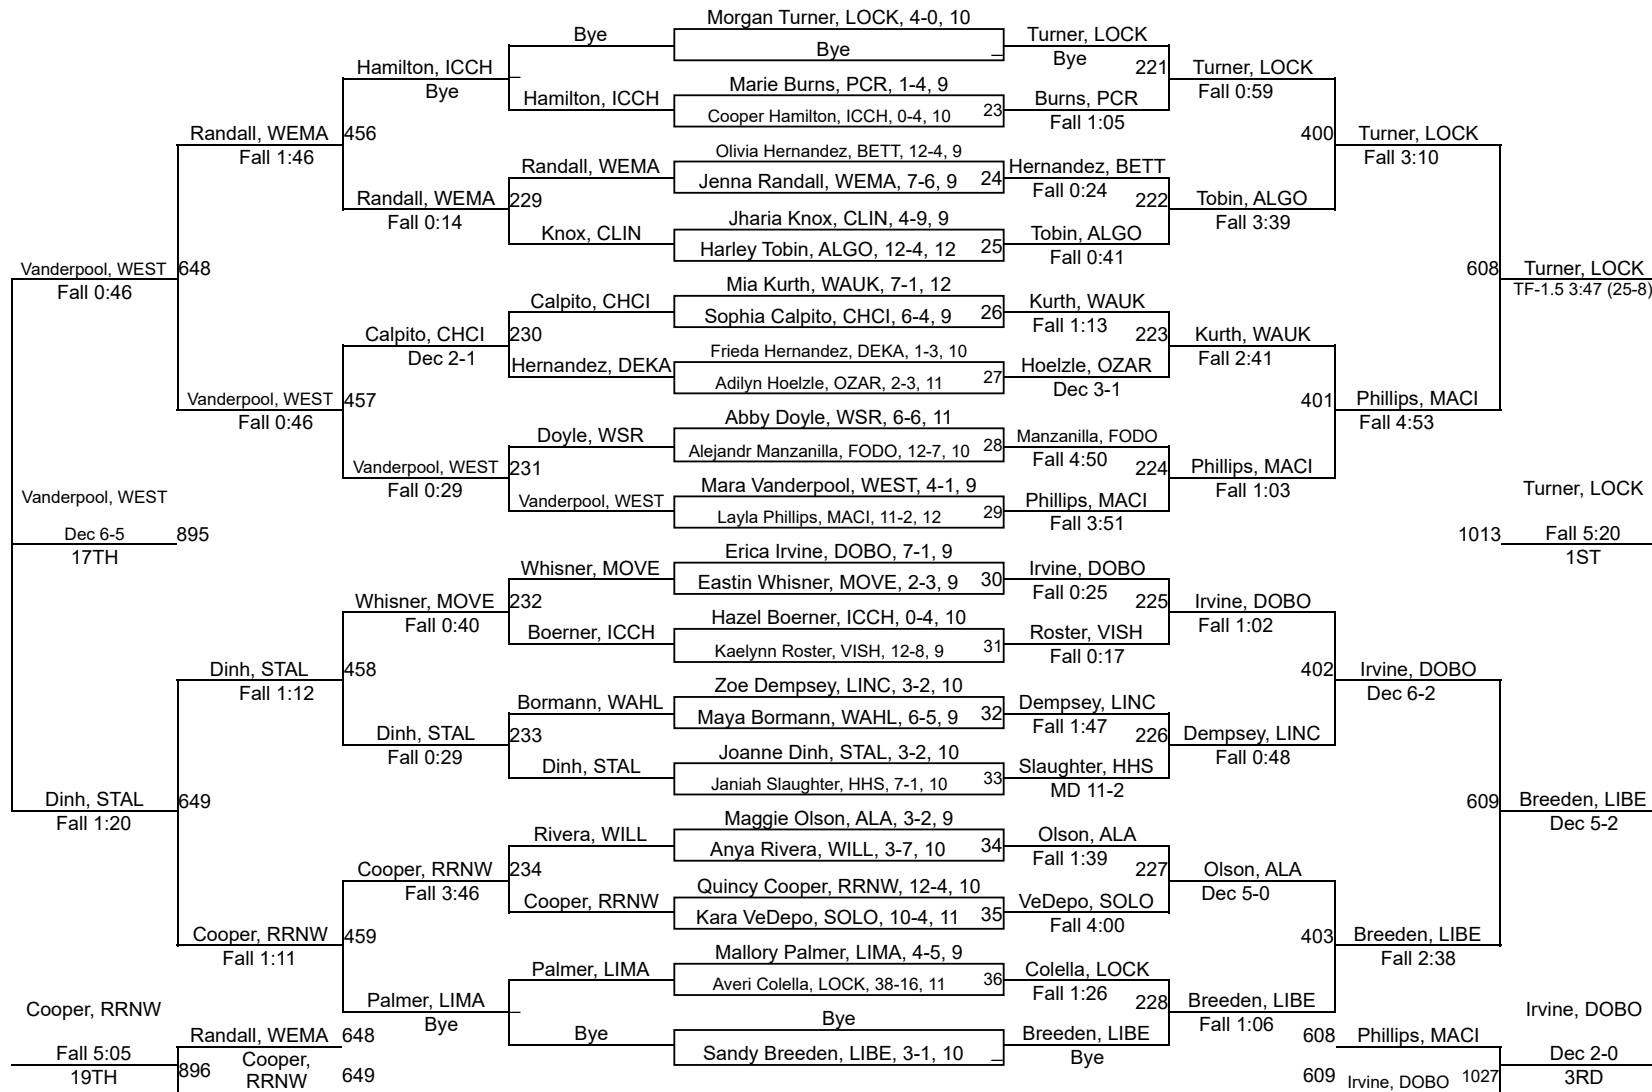 Morgan Turner, LOCK, 4-0, 10
Bye
_
Marie Burns, PCR, 1-4, 9
Cooper Hamilton, ICCH, 0-4, 10
23
Olivia Hernandez, BETT, 12-4, 9
Jenna Randall, WEMA, 7-6, 9
24
Jharia Knox, CLIN, 4-9, 9
Harley Tobin, ALGO, 12-4, 12
25
Mia Kurth, WAUK, 7-1, 12
Sophia Calpito, CHCI, 6-4, 9
26
Frieda Hernandez, DEKA, 1-3, 10
Adilyn Hoelzle, OZAR, 2-3, 11
27
Abby Doyle, WSR, 6-6, 11
Alejandr Manzanilla, FODO, 12-7, 10
28
Mara Vanderpool, WEST, 4-1, 9
Layla Phillips, MACI, 11-2, 12
29
Erica Irvine, DOBO, 7-1, 9
Eastin Whisner, MOVE, 2-3, 9
30
Hazel Boerner, ICCH, 0-4, 10
Kaelynn Roster, VISH, 12-8, 9
31
Zoe Dempsey, LINC, 3-2, 10
Maya Bormann, WAHL, 6-5, 9
32
Joanne Dinh, STAL, 3-2, 10
Janiah Slaughter, HHS, 7-1, 10
33
Maggie Olson, ALA, 3-2, 9
Anya Rivera, WILL, 3-7, 10
34
Quincy Cooper, RRNW, 12-4, 10
Kara VeDepo, SOLO, 10-4, 11
35
Mallory Palmer, LIMA, 4-5, 9
Averi Colella, LOCK, 38-16, 11
36
Bye
Sandy Breeden, LIBE, 3-1, 10
_
Turner, LOCK
Bye
221
Burns, PCR
Fall 1:05
Hernandez, BETT
Fall 0:24
222
Tobin, ALGO
Fall 0:41
Kurth, WAUK
Fall 1:13
223
Hoelzle, OZAR
Dec 3-1
Manzanilla, FODO
Fall 4:50
224
Phillips, MACI
Fall 3:51
Irvine, DOBO
Fall 0:25
225
Roster, VISH
Fall 0:17
Dempsey, LINC
Fall 1:47
226
Slaughter, HHS
MD 11-2
Olson, ALA
Fall 1:39
227
VeDepo, SOLO
Fall 4:00
Colella, LOCK
Fall 1:26
228
Breeden, LIBE
Bye
Turner, LOCK
Fall 0:59
400
Tobin, ALGO
Fall 3:39
Kurth, WAUK
Fall 2:41
401
Phillips, MACI
Fall 1:03
Irvine, DOBO
Fall 1:02
402
Dempsey, LINC
Fall 0:48
Olson, ALA
Dec 5-0
403
Breeden, LIBE
Fall 1:06
Turner, LOCK
Fall 3:10
608
Phillips, MACI
Fall 4:53
Irvine, DOBO
Dec 6-2
609
Breeden, LIBE
Fall 2:38
Turner, LOCK
TF-1.5 3:47 (25-8)
Turner, LOCK
1013
Fall 5:20
1ST
Breeden, LIBE
Dec 5-2
608
Phillips, MACI
609
Irvine, DOBO
1027
Irvine, DOBO
Dec 2-0
3RD
Bye
_
Hamilton, ICCH
Randall, WEMA
229
Knox, CLIN
Calpito, CHCI
230
Hernandez, DEKA
Doyle, WSR
231
Vanderpool, WEST
Whisner, MOVE
232
Boerner, ICCH
Bormann, WAHL
233
Dinh, STAL
Rivera, WILL
234
Cooper, RRNW
Palmer, LIMA
_
Bye
Hamilton, ICCH
Bye
456
Randall, WEMA
Fall 0:14
Calpito, CHCI
Dec 2-1
457
Vanderpool, WEST
Fall 0:29
Whisner, MOVE
Fall 0:40
458
Dinh, STAL
Fall 0:29
Cooper, RRNW
Fall 3:46
459
Palmer, LIMA
Bye
Randall, WEMA
Fall 1:46
648
Vanderpool, WEST
Fall 0:46
Dinh, STAL
Fall 1:12
649
Cooper, RRNW
Fall 1:11
Vanderpool, WEST
Fall 0:46
Vanderpool, WEST
Dec 6-5
895
17TH
Dinh, STAL
Fall 1:20
Cooper, RRNW
Fall 5:05
19TH
Randall, WEMA
648
896
Cooper,
RRNW
649